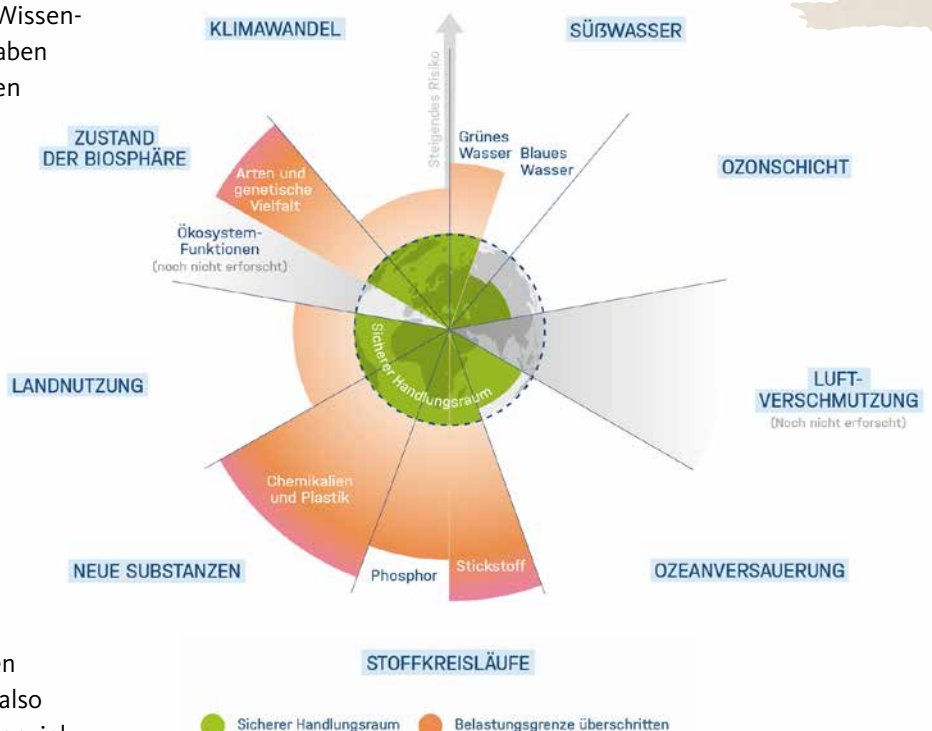 Wissen-
aben
en
KLIMAWANDEL
SÜẞWASSER
Steigendes Risiko
Grünes
Wasser
Blaues
Wasser
ZUSTAND
DER BIOSPHÄRE
OZONSCHICHT
Arten und
genetische
Vielfalt
Ökosystem-
Funktionen
(noch nicht erforscht)
Sicherer Handlungsraum
LANDNUTZUNG
LUFT-
VERSCHMUTZUNG
(Noch nicht erforscht)
Chemikalien
und Plastik
NEUE SUBSTANZEN
Phosphor
Stickstoff
OZEANVERSAUERUNG
en
also
STOFFKREISLÄUFE
Sicherer Handlungsraum
Belastungsgrenze überschritten